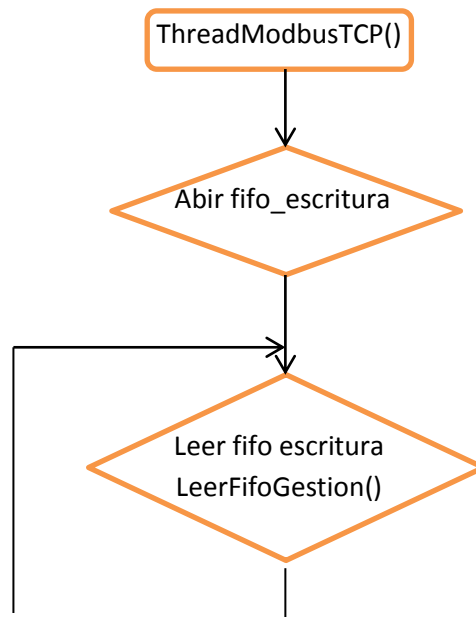 ThreadModbusTCP()
Abir fifo_escritura
Leer fifo escritura
LeerFifoGestion()